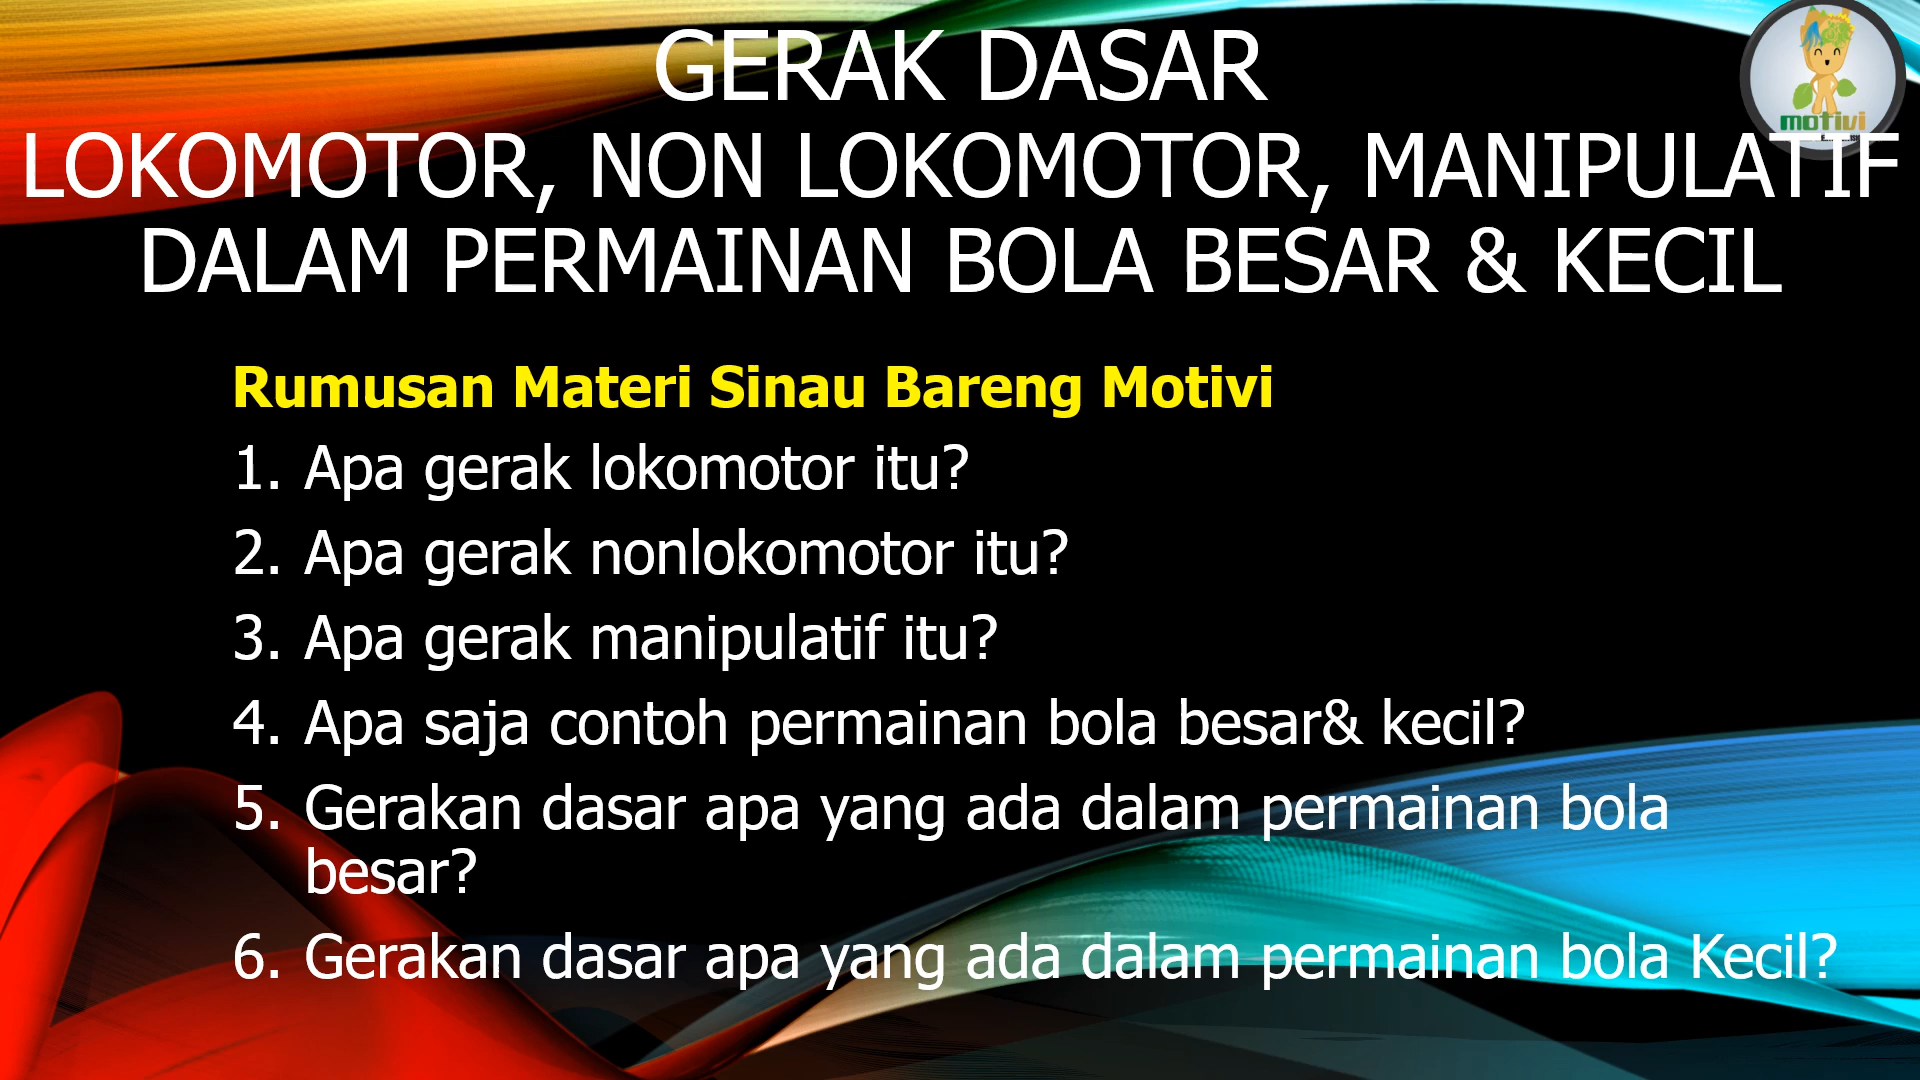 GERAK DASAR
LOKOMOTOR, NON LOKOMOTOR, MANIPULATIF
DALAM PERMAINAN BOLA BESAR & KECIL
motivi
Rumusan Materi Sinau Bareng Motivi
1. Apa gerak lokomotor itu?
2. Apa gerak nonlokomotor itu?
3. Apa gerak manipulatif itu?
4. Apa saja contoh permainan bola besar& kecil?
5. Gerakan dasar apa yang ada dalam permainan bola
besar?
6. Gerakan dasar apa yang ada dalam permainan bola Kecil?